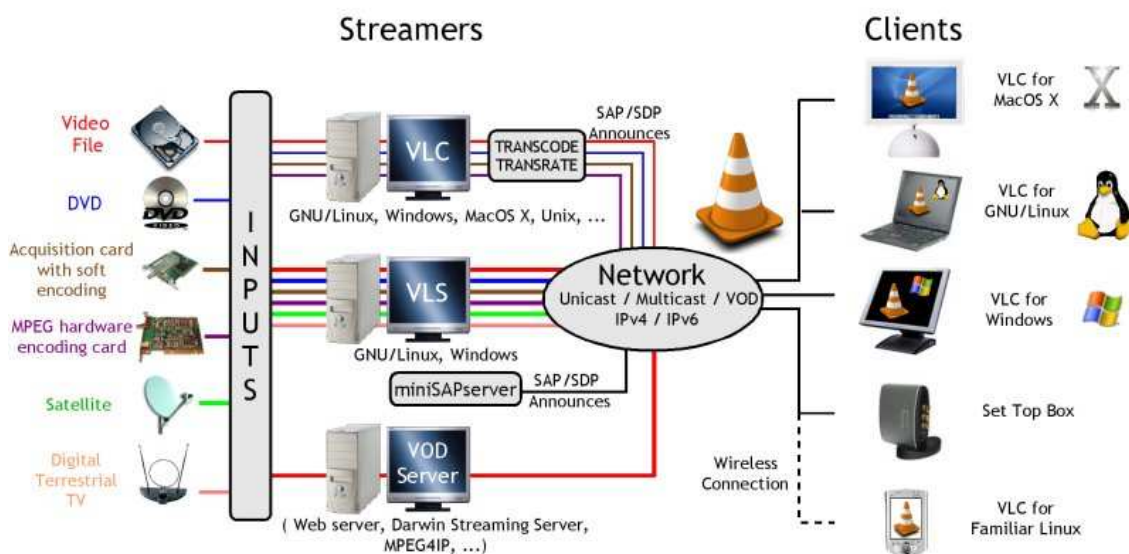 Streamers
Clients
Video
File
DVD
DVD
VIDEO
Acquisition card
with soft
encoding
MPEG hardware
encoding card
Satellite
Digital
Terrestrial
TV
INPUTS
VLC
TRANSCODE
TRANSRATE
SAP/SDP
Announces
GNU/Linux, Windows, MacOS X, Unix, ...
VLS
GNU/Linux, Windows
Network
Unicast / Multicast / VOD
IPv4 / IPv6
miniSAPserver
SAP/SDP
Announces
VOD
Server
( Web server, Darwin Streaming Server,
MPEG4IP, ...)
VLC for
MacOS X
X
VLC for
GNU/Linux
VLC for
Windows
Set Top Box
Wireless
Connection
VLC for
Familiar Linux